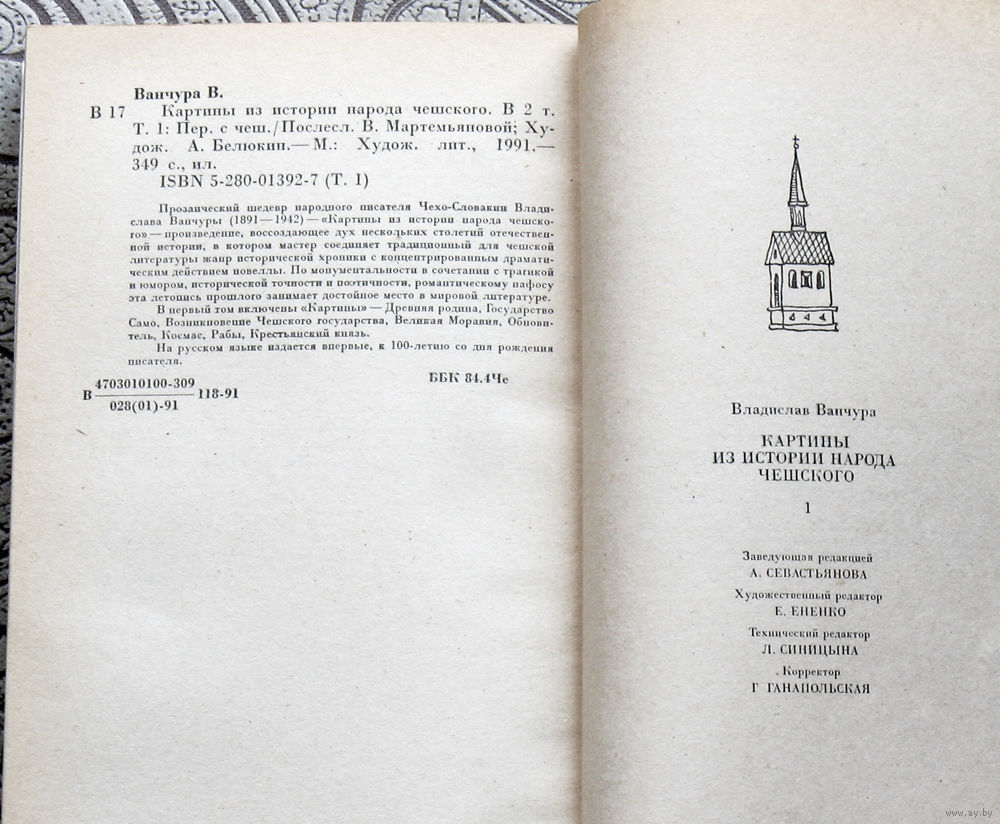 Ванчура В.
В 17 Картины из истории народа чешского. В 2 т.
Т. 1: Пер. с чеш./Послесл. В. Мартемьяновой; Ху-
дож. А. Белюкин.— М.: Худож. лит., 1991.—
349 с., ил.
ISBN 5-280-01392-7 (Т. 1)
Прозаический шедевр народного писателя Чехо-Словакии Влади-
слава Ванчуры (1891—1942) — «Картины из истории народа чешско-
го» — произведение, воссоздающее дух нескольких столетий отечествен-
ной истории, в котором мастер соединяет традиционный для чешской
литературы жанр исторической хроники с концентрированным драмати-
ческим действием новеллы. По монументальности в сочетании с трагикой
и юмором, исторической точности и поэтичности, романтическому пафосу
эта летопись прошлого занимает достойное место в мировой литературе.
В первый том включены «Картины» — Древняя родина, Государство
Само, Возникновение Чешского государства, Великая Моравия, Обнови-
тель, Космас, Рабы, Крестьянский князь.
На русском языке издается впервые, к 100-летию со дня рождения
писателя.
В 4703010100-309 118-91
028(01)-91
ББК 84.4Че
Владислав Ванчура
КАРТИНЫ
ИЗ ИСТОРИИ НАРОДА
ЧЕШСКОГО
1
Заведующая редакцией
А. СЕВАСТЬЯНОВА
Художественный редактор
Е. ЕНЕНКО
Технический редактор
Л. СИНИЦЫНА
Корректор
Г ГАНАПОЛЬСКАЯ
www.ay.by